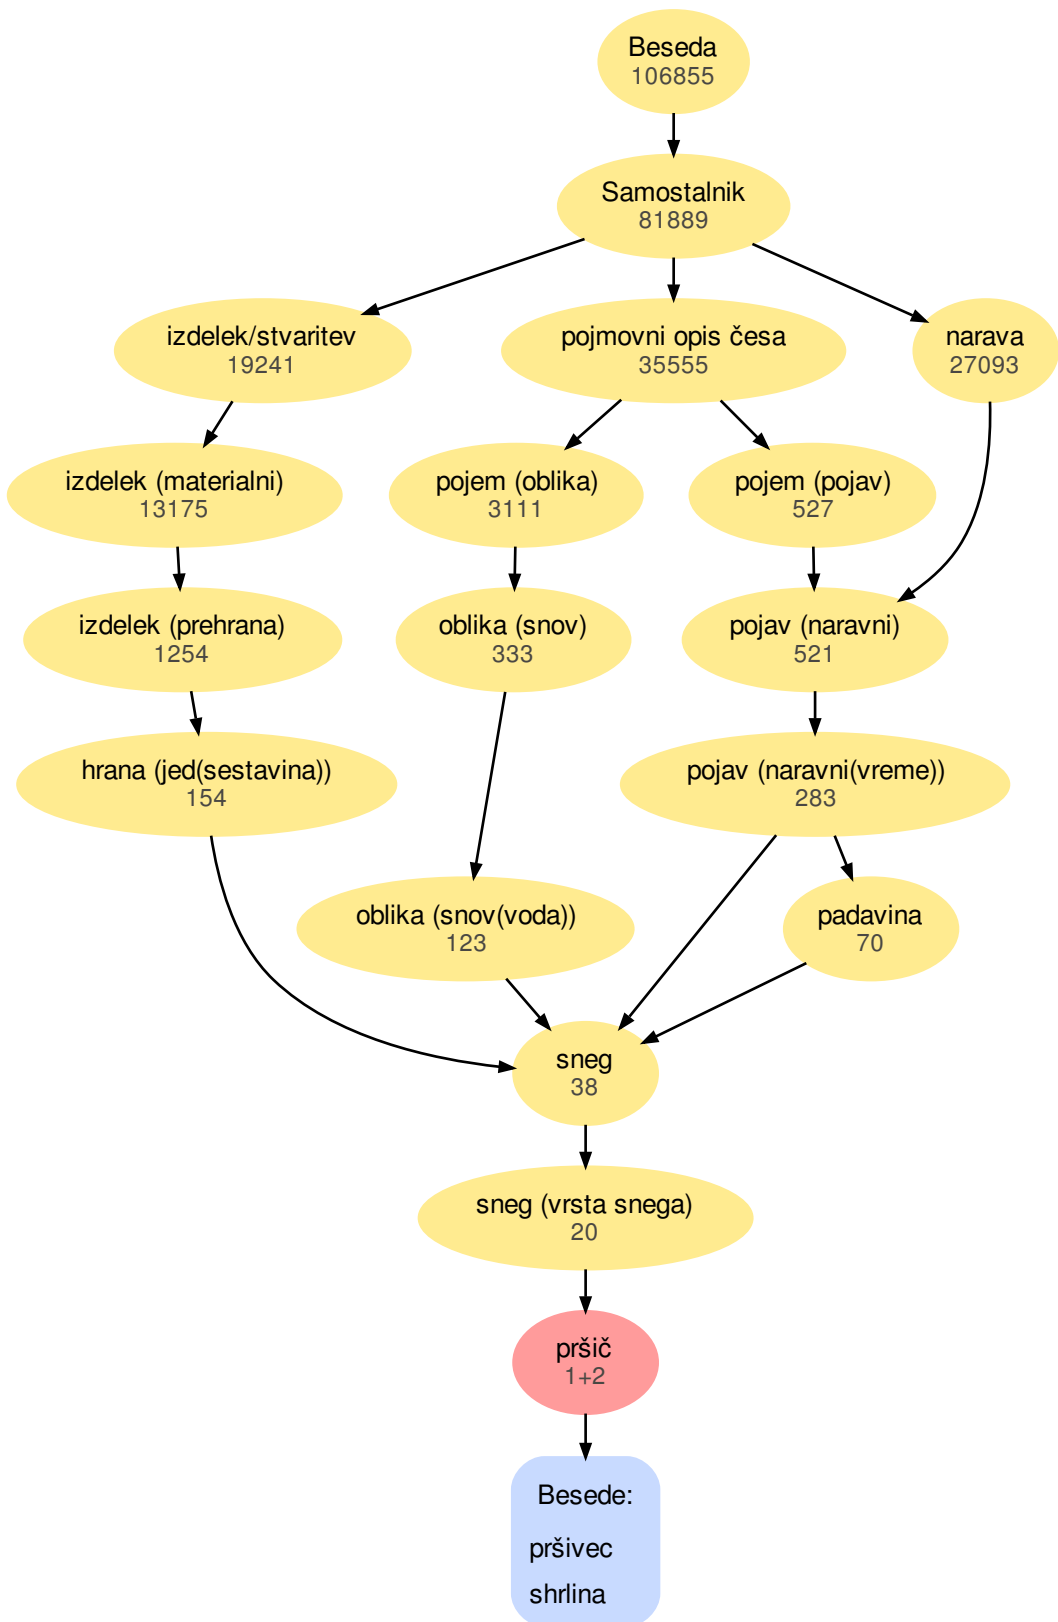 Beseda
106855
Samostalnik
81889
izdelek/stvaritev
19241
pojmovni opis česa
35555
narava
27093
izdelek (materialni)
13175
pojem (oblika)
3111
pojem (pojav)
527
izdelek (prehrana)
1254
oblika (snov)
333
pojav (naravni)
521
hrana (jed(sestavina))
154
pojav (naravni(vreme))
283
oblika (snov(voda))
123
padavina
70
sneg
38
sneg (vrsta snega)
20
pršič
1+2
Besede:
pršivec
shrlina